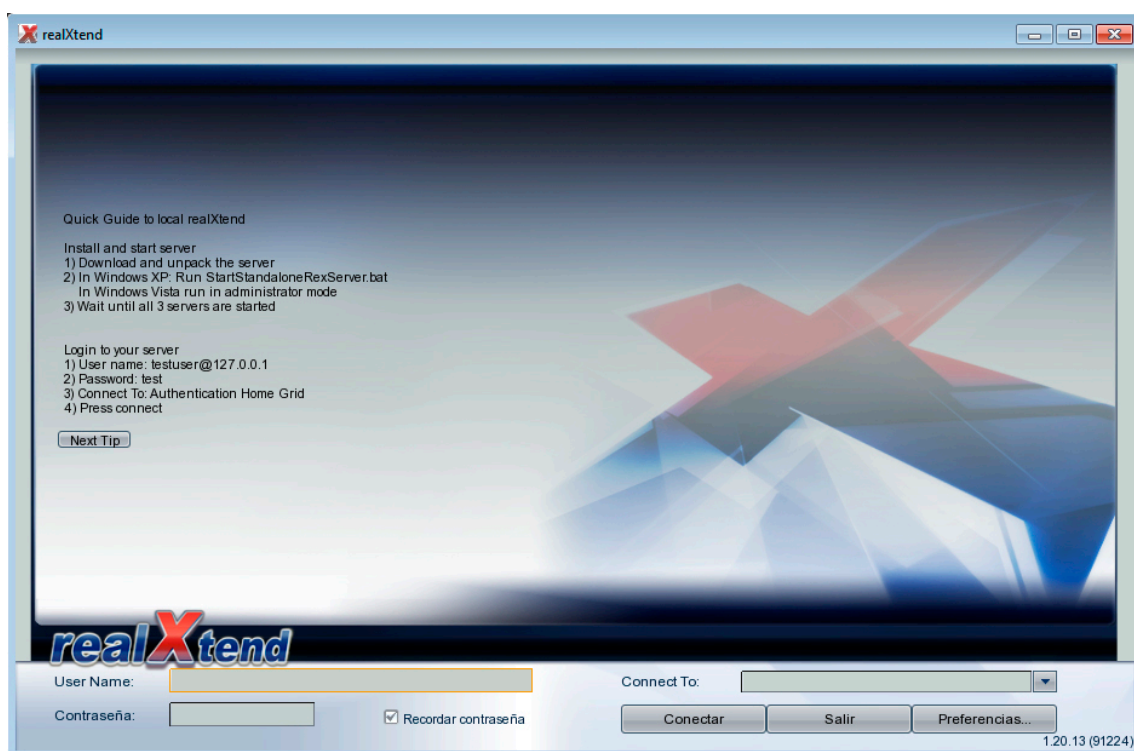 realXtend
Quick Guide to local realXtend
Install and start server
1) Download and unpack the server
2) In Windows XP: Run StartStandaloneRexServer.bat
In Windows Vista run in administrator mode
3) Wait until all 3 servers are started
Login to your server
1) User name: testuser@127.0.0.1
2) Password: test
3) Connect To: Authentication Home Grid
4) Press connect
Next Tip
realXtend
User Name:
Connect To:
Contraseña:
Recordar contraseña
Conectar
Salir
Preferencias...
1.20.13 (91224)